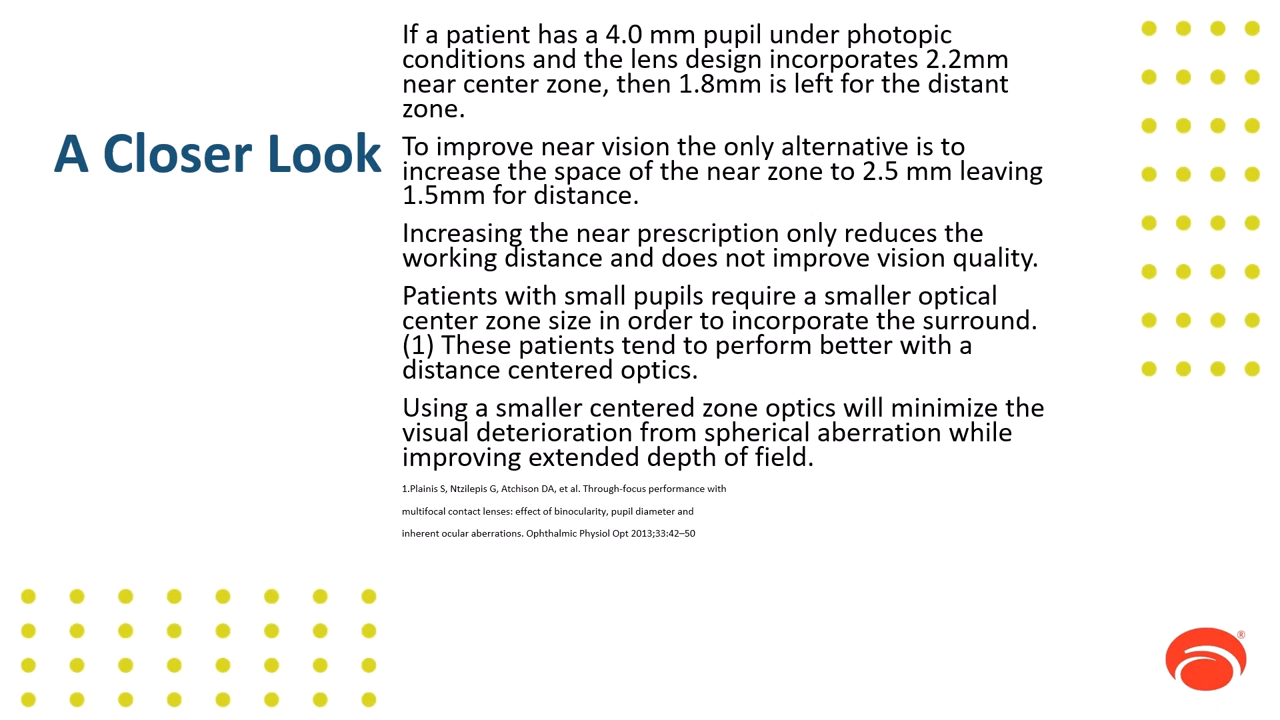 A Closer Look
If a patient has a 4.0 mm pupil under photopic
conditions and the lens design incorporates 2.2mm
near center zone, then 1.8mm is left for the distant
zone.
To improve near vision the only alternative is to
increase the space of the near zone to 2.5 mm leaving
1.5mm for distance.
Increasing the near prescription only reduces the
working distance and does not improve vision quality.
Patients with small pupils require a smaller optical
center zone size in order to incorporate the surround.
(1) These patients tend to perform better with a
distance centered optics.
Using a smaller centered zone optics will minimize the
visual deterioration from spherical aberration while
improving extended depth of field.
1.Plainis S, Ntzilepis G, Atchison DA, et al. Through-focus performance with
multifocal contact lenses: effect of binocularity, pupil diameter and
inherent ocular aberrations. Ophthalmic Physiol Opt 2013;33:42–50
®